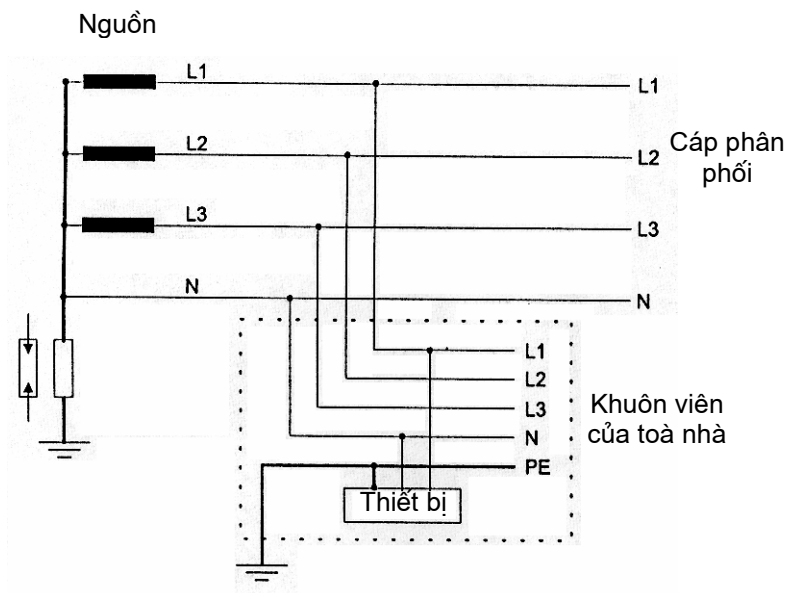 Nguồn
L1
L1
L2
L2
Cáp phân
phối
L3
L3
N
N
L1
L2
L3
N
PE
Khuôn viên
của toà nhà
Thiết bị